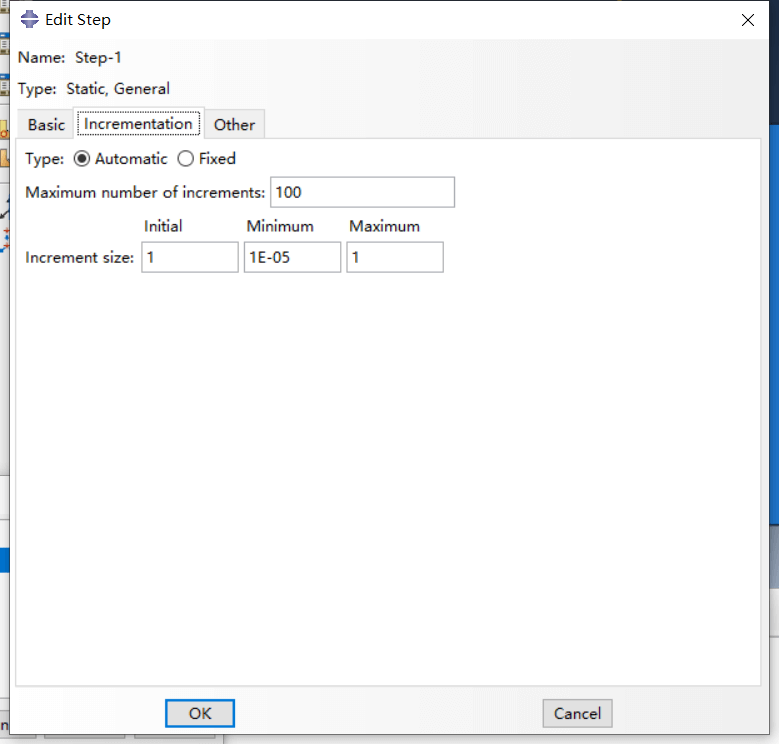 Edit Step
Name: Step-1
Type: Static, General
Basic Incrementation Other
Type: Automatic Fixed
Maximum number of increments: 100
Initial Minimum Maximum
Increment size: 1 1E-05 1
OK Cancel